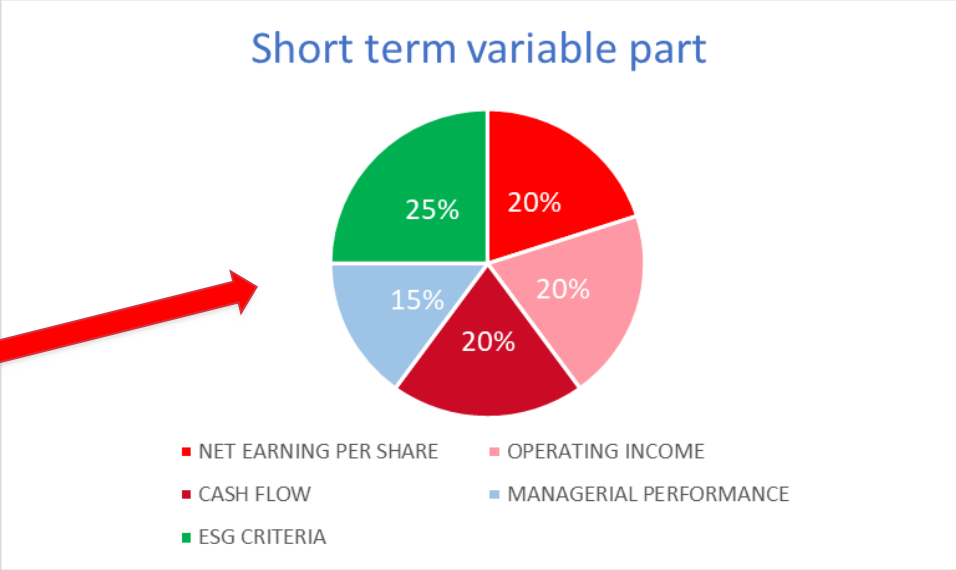 Short term variable part
25%
20%
20%
15%
20%
NET EARNING PER SHARE
OPERATING INCOME
CASH FLOW
MANAGERIAL PERFORMANCE
ESG CRITERIA